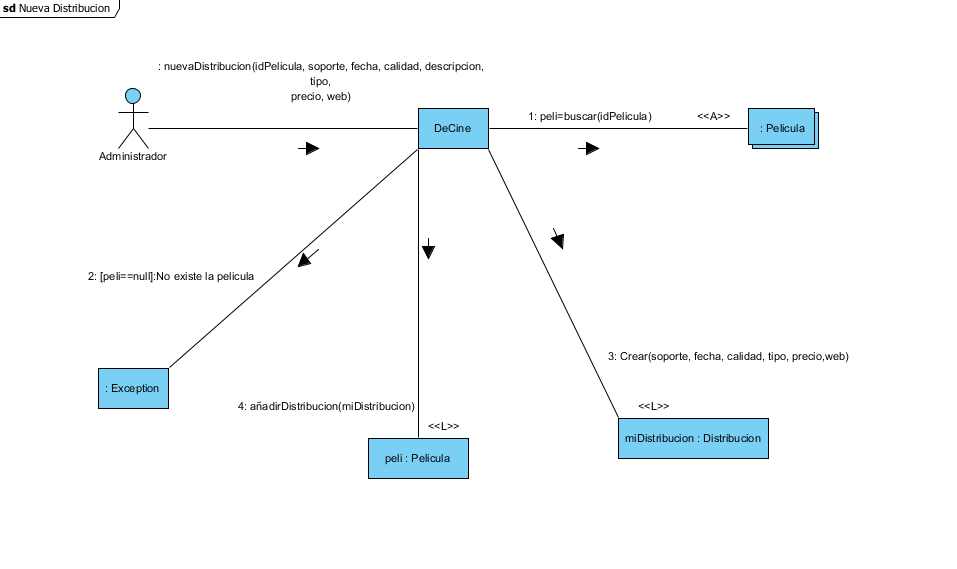 sd Nueva Distribucion
: nuevaDistribucion(idPelicula, soporte, fecha, calidad, descripcion,
tipo,
precio, web)
Administrador
DeCine
1: peli=buscar(idPelicula)
<<A>>
: Pelicula
2: [peli==null]:No existe la pelicula
3: Crear(soporte, fecha, calidad, tipo, precio,web)
: Exception
4: añadirDistribucion(miDistribucion)
<<L>>
<<L>>
miDistribucion : Distribucion
peli : Pelicula